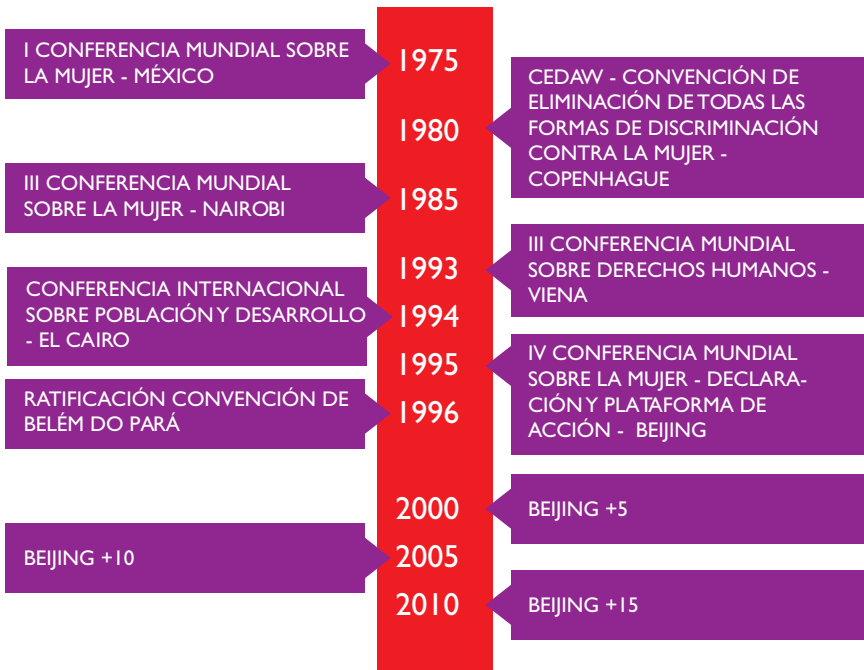 I CONFERENCIA MUNDIAL SOBRE
LA MUJER - MÉXICO
1975
CEDAW - CONVENCIÓN DE
ELIMINACIÓN DE TODAS LAS
FORMAS DE DISCRIMINACIÓN
CONTRA LA MUJER -
COPENHAGUE
1980
III CONFERENCIA MUNDIAL
SOBRE LA MUJER - NAIROBI
1985
III CONFERENCIA MUNDIAL
SOBRE DERECHOS HUMANOS -
VIENA
1993
CONFERENCIA INTERNACIONAL
SOBRE POBLACIÓN Y DESARROLLO
- EL CAIRO
1994
IV CONFERENCIA MUNDIAL
SOBRE LA MUJER - DECLARA-
CIÓN Y PLATAFORMA DE
ACCIÓN - BEIJING
1995
RATIFICACIÓN CONVENCIÓN DE
BELÉM DO PARÁ
1996
2000
BEIJING +5
BEIJING +10
2005
2010
BEIJING +15